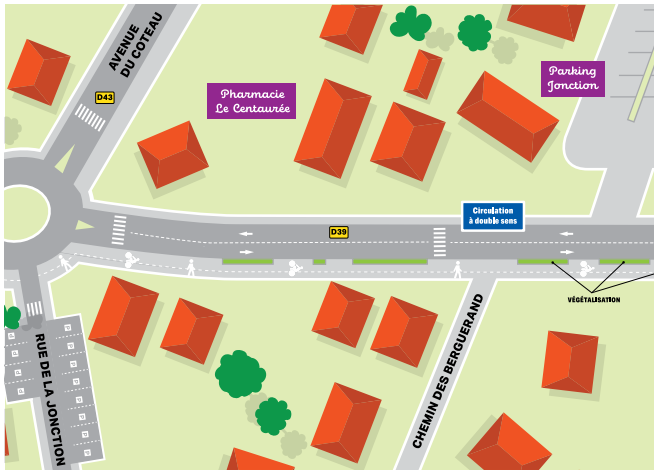 AVENUE
DU COTEAU
D43
Pharmacie
Le Centaurée
Parking
Jonction
Circulation
à double sens
D39
VÉGÉTALISATION
RUE DE LA JONCTION
CHEMIN DES BERGUERAND